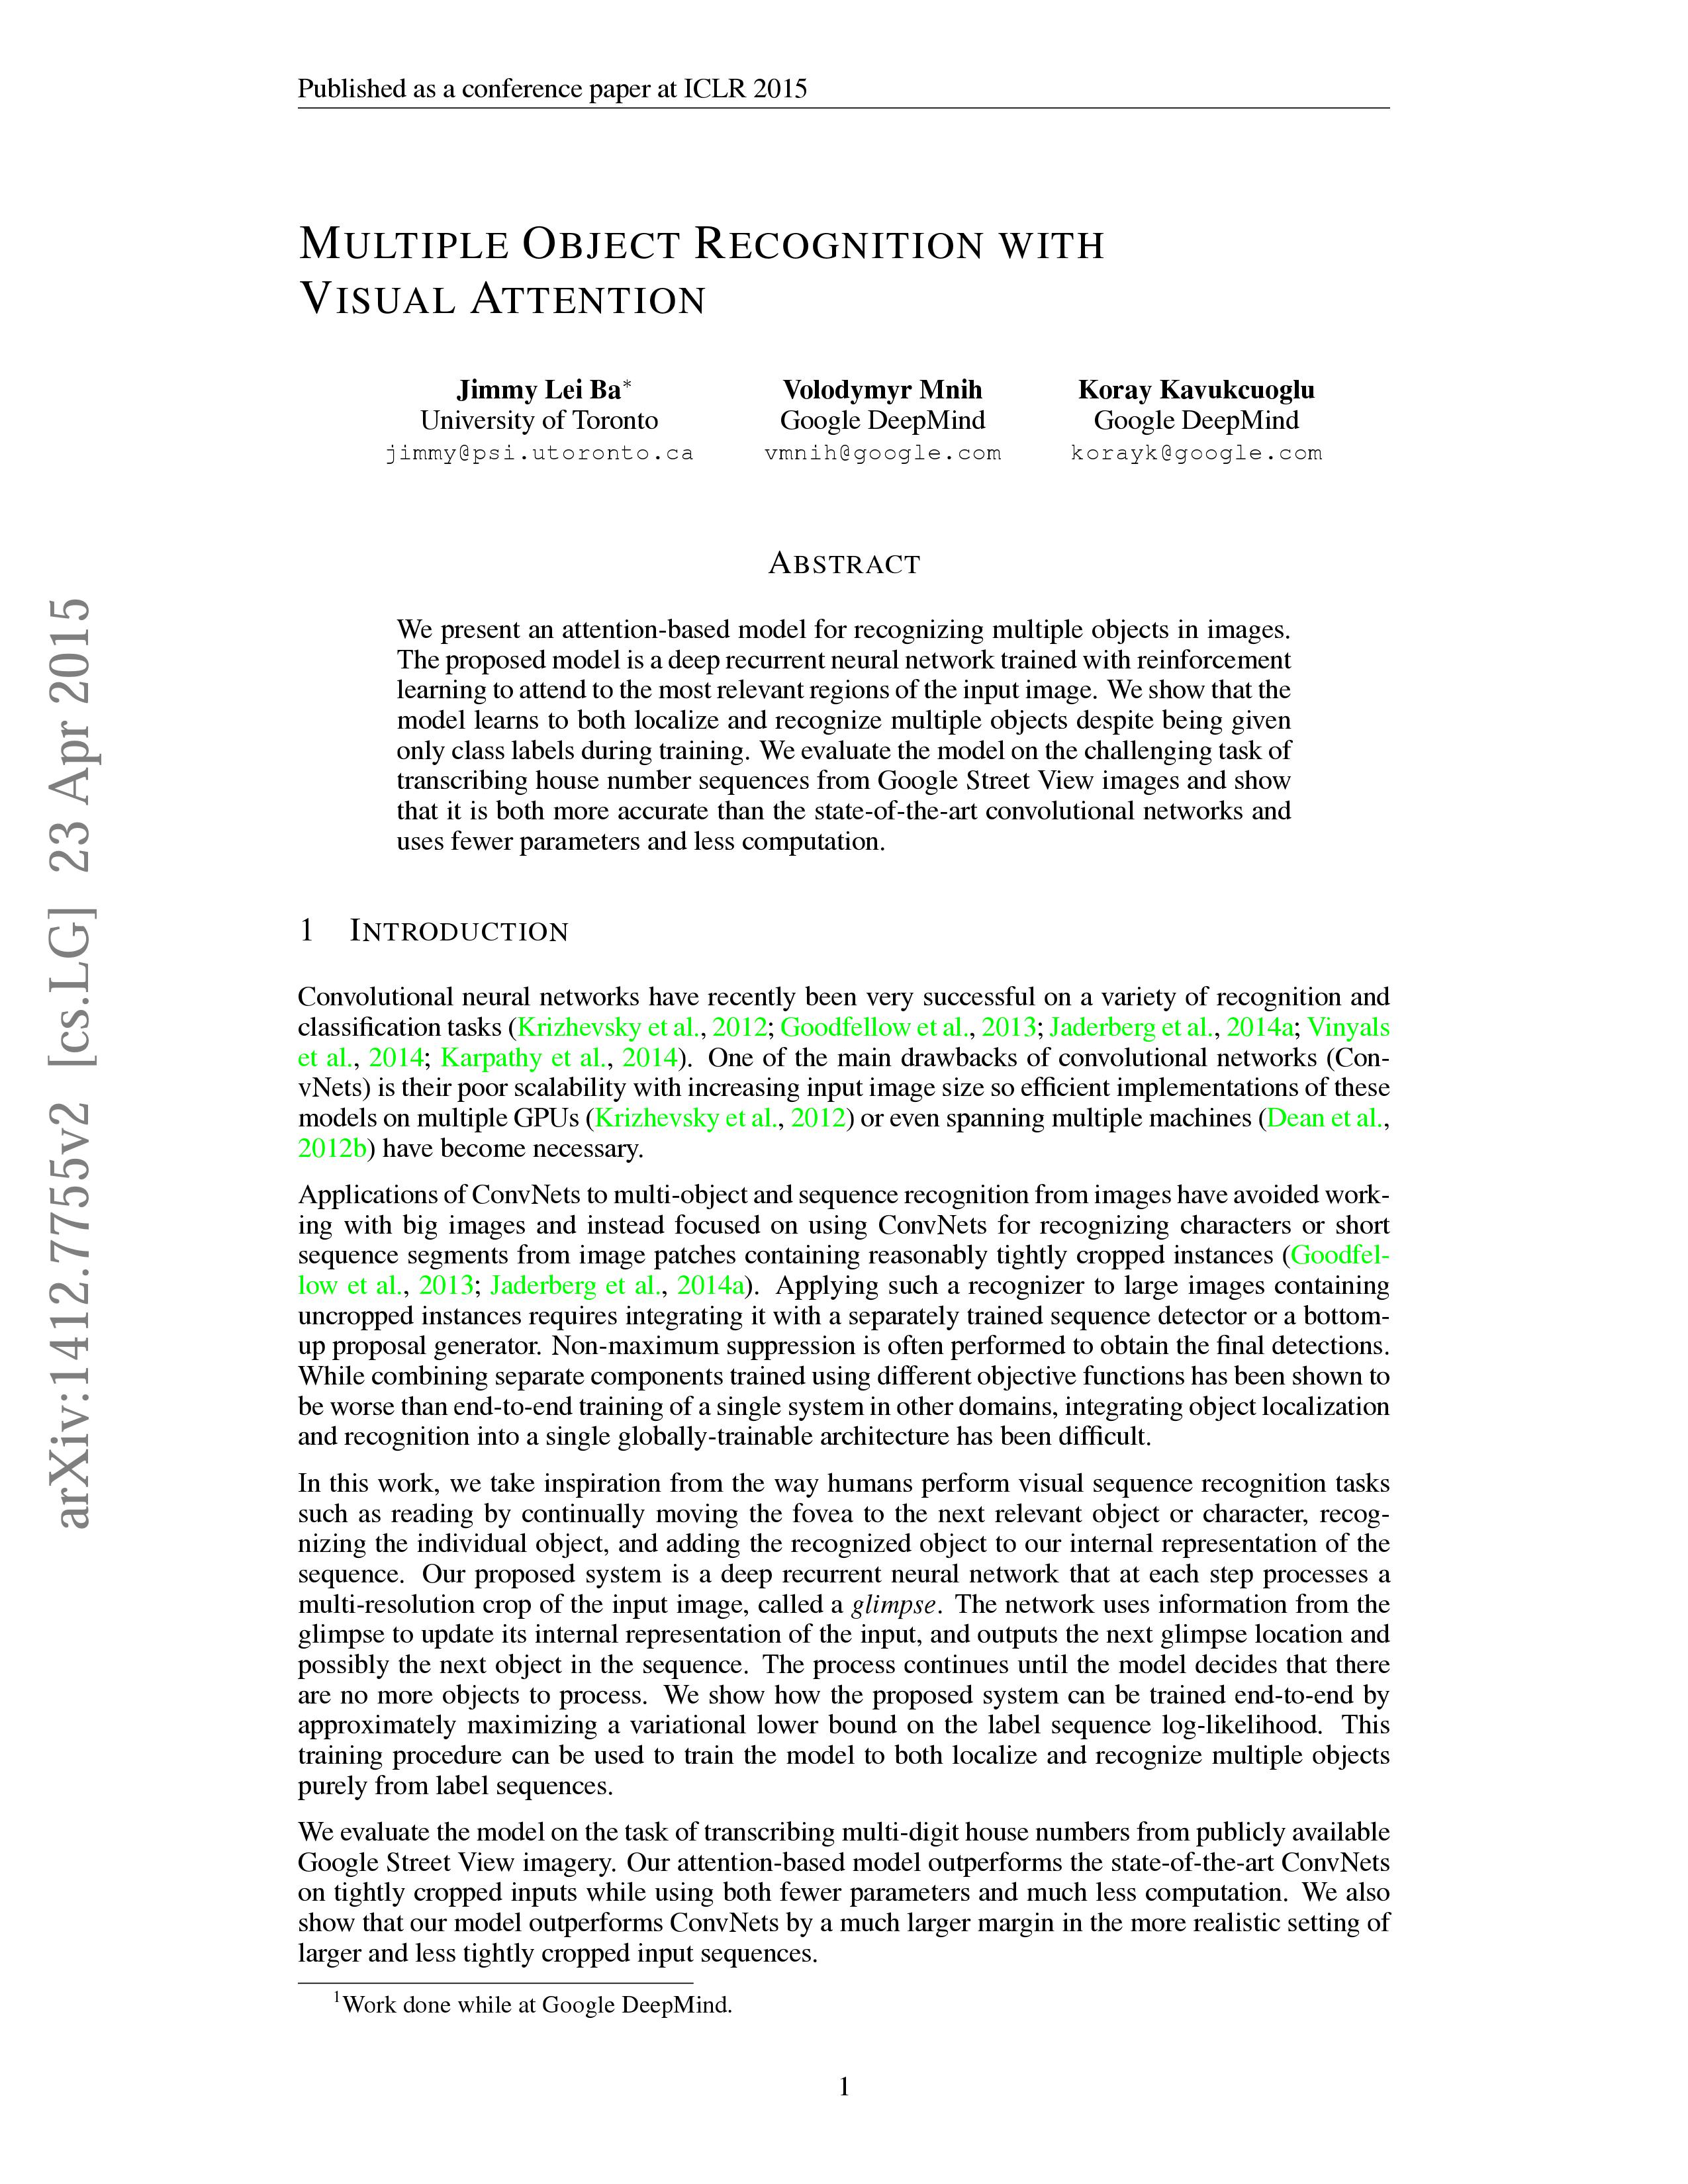 Published as a conference paper at ICLR 2015
MULTIPLE OBJECT RECOGNITION WITH
VISUAL ATTENTION
Jimmy Lei Ba* Volodymyr Mnih Koray Kavukcuoglu
University of Toronto Google DeepMind Google DeepMind
jimmy@psi.utoronto.ca vmnih@google.com korayk@google.com
ABSTRACT
We present an attention-based model for recognizing multiple objects in images.
The proposed model is a deep recurrent neural network trained with reinforcement
learning to attend to the most relevant regions of the input image. We show that the
model learns to both localize and recognize multiple objects despite being given
only class labels during training. We evaluate the model on the challenging task of
transcribing house number sequences from Google Street View images and show
that it is both more accurate than the state-of-the-art convolutional networks and
uses fewer parameters and less computation.
1 INTRODUCTION
Convolutional neural networks have recently been very successful on a variety of recognition and
classification tasks (Krizhevsky et al., 2012; Goodfellow et al., 2013; Jaderberg et al., 2014a; Vinyals
et al., 2014; Karpathy et al., 2014). One of the main drawbacks of convolutional networks (Con-
vNets) is their poor scalability with increasing input image size so efficient implementations of these
models on multiple GPUs (Krizhevsky et al., 2012) or even spanning multiple machines (Dean et al.,
2012b) have become necessary.
Applications of ConvNets to multi-object and sequence recognition from images have avoided work-
ing with big images and instead focused on using ConvNets for recognizing characters or short
sequence segments from image patches containing reasonably tightly cropped instances (Goodfel-
low et al., 2013; Jaderberg et al., 2014a). Applying such a recognizer to large images containing
uncropped instances requires integrating it with a separately trained sequence detector or a bottom-
up proposal generator. Non-maximum suppression is often performed to obtain the final detections.
While combining separate components trained using different objective functions has been shown to
be worse than end-to-end training of a single system in other domains, integrating object localization
and recognition into a single globally-trainable architecture has been difficult.
In this work, we take inspiration from the way humans perform visual sequence recognition tasks
such as reading by continually moving the fovea to the next relevant object or character, recog-
nizing the individual object, and adding the recognized object to our internal representation of the
sequence. Our proposed system is a deep recurrent neural network that at each step processes a
multi-resolution crop of the input image, called a glimpse. The network uses information from the
glimpse to update its internal representation of the input, and outputs the next glimpse location and
possibly the next object in the sequence. The process continues until the model decides that there
are no more objects to process. We show how the proposed system can be trained end-to-end by
approximately maximizing a variational lower bound on the label sequence log-likelihood. This
training procedure can be used to train the model to both localize and recognize multiple objects
purely from label sequences.
We evaluate the model on the task of transcribing multi-digit house numbers from publicly available
Google Street View imagery. Our attention-based model outperforms the state-of-the-art ConvNets
on tightly cropped inputs while using both fewer parameters and much less computation. We also
show that our model outperforms ConvNets by a much larger margin in the more realistic setting of
larger and less tightly cropped input sequences.
1Work done while at Google DeepMind.
1
arXiv:1412.7755v2 [cs.LG] 23 Apr 2015